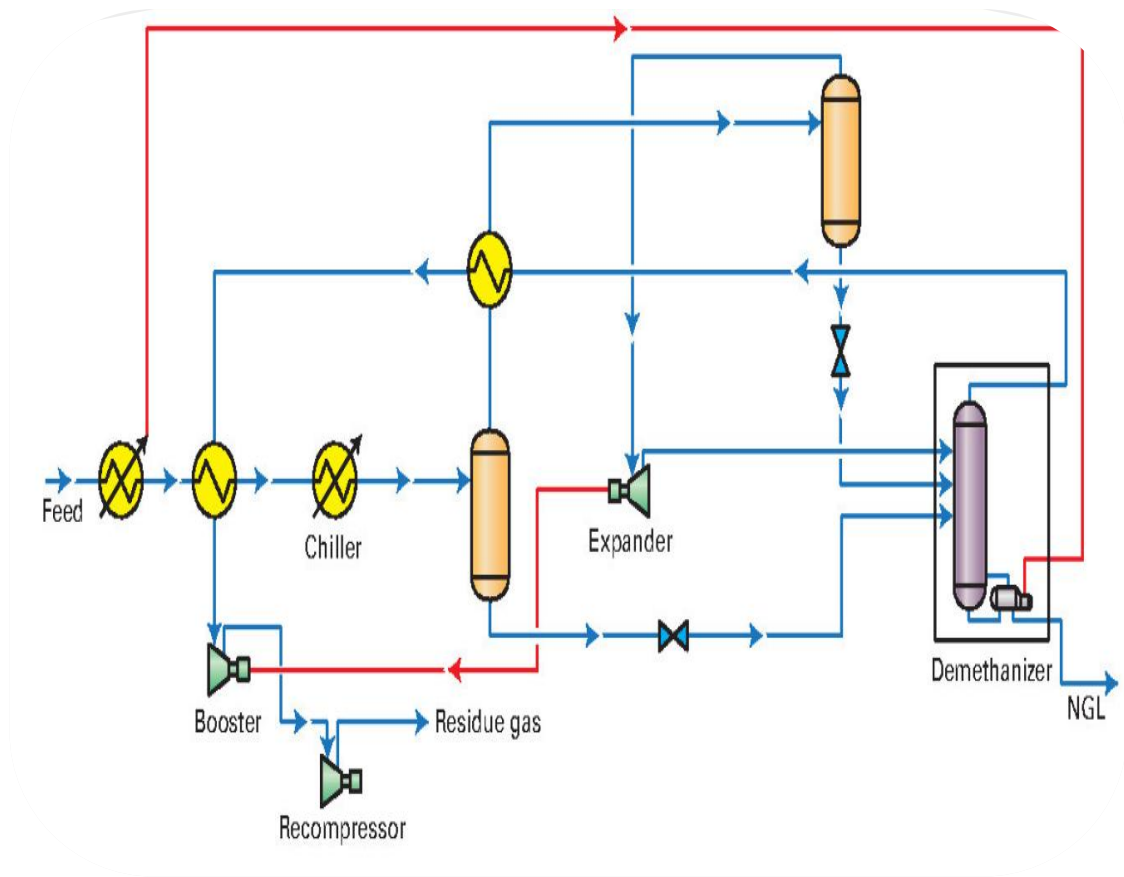 Feed
Chiller
Expander
Demethanizer
NGL
Booster
Residue gas
Recompressor